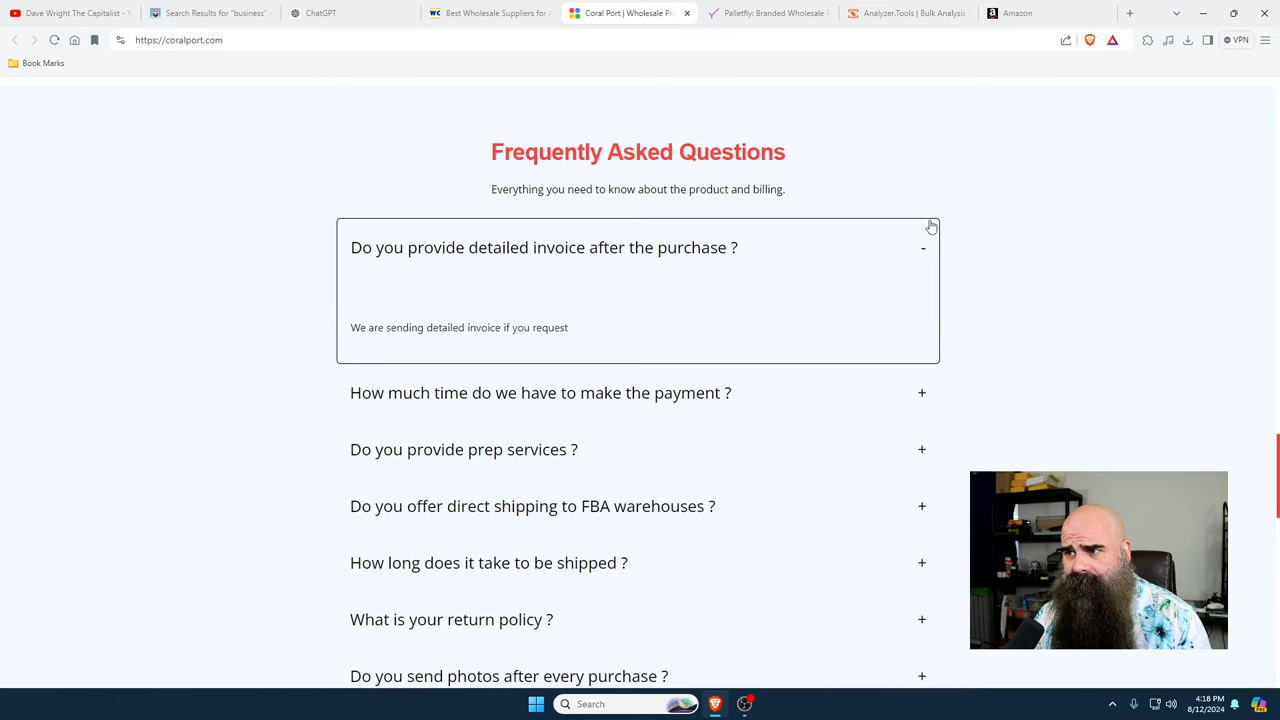 Dave Wright The Capitalist - Y
Search Results for "business" -
ChatGPT
Best Wholesale Suppliers for A
Coral Port | Wholesale Pr
Palletfly: Branded Wholesale P
Analyzer.Tools | Bulk Analysis
Amazon
https://coralport.com
VPN
Book Marks
Frequently Asked Questions
Everything you need to know about the product and billing.
Do you provide detailed invoice after the purchase ?
-
We are sending detailed invoice if you request
How much time do we have to make the payment ?
+
Do you provide prep services ?
+
Do you offer direct shipping to FBA warehouses ?
+
How long does it take to be shipped ?
+
What is your return policy ?
+
Do you send photos after every purchase ?
+
Search
4:18 PM
8/12/2024